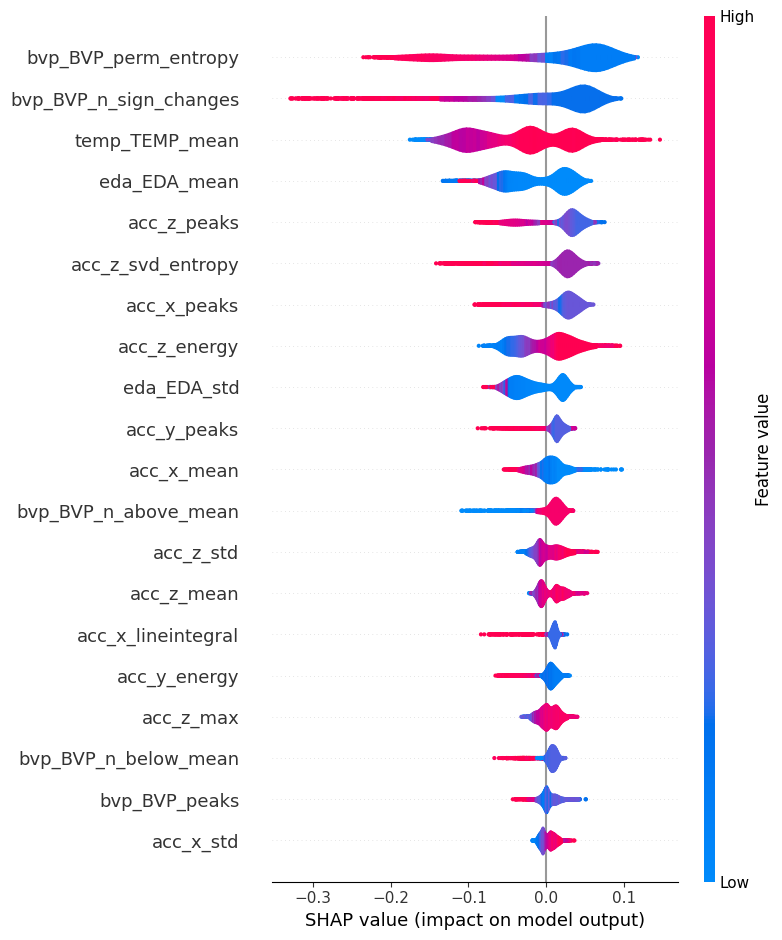 High
bvp_BVP_perm_entropy
bvp_BVP_n_sign_changes
temp_TEMP_mean
eda_EDA_mean
acc_z_peaks
acc_z_svd_entropy
acc_x_peaks
acc_z_energy
eda_EDA_std
acc_y_peaks
acc_x_mean
bvp_BVP_n_above_mean
acc_z_std
acc_z_mean
acc_x_lineintegral
acc_y_energy
acc_z_max
bvp_BVP_n_below_mean
bvp_BVP_peaks
acc_x_std
Feature value
Low
−0.3 −0.2 −0.1 0.0 0.1
SHAP value (impact on model output)